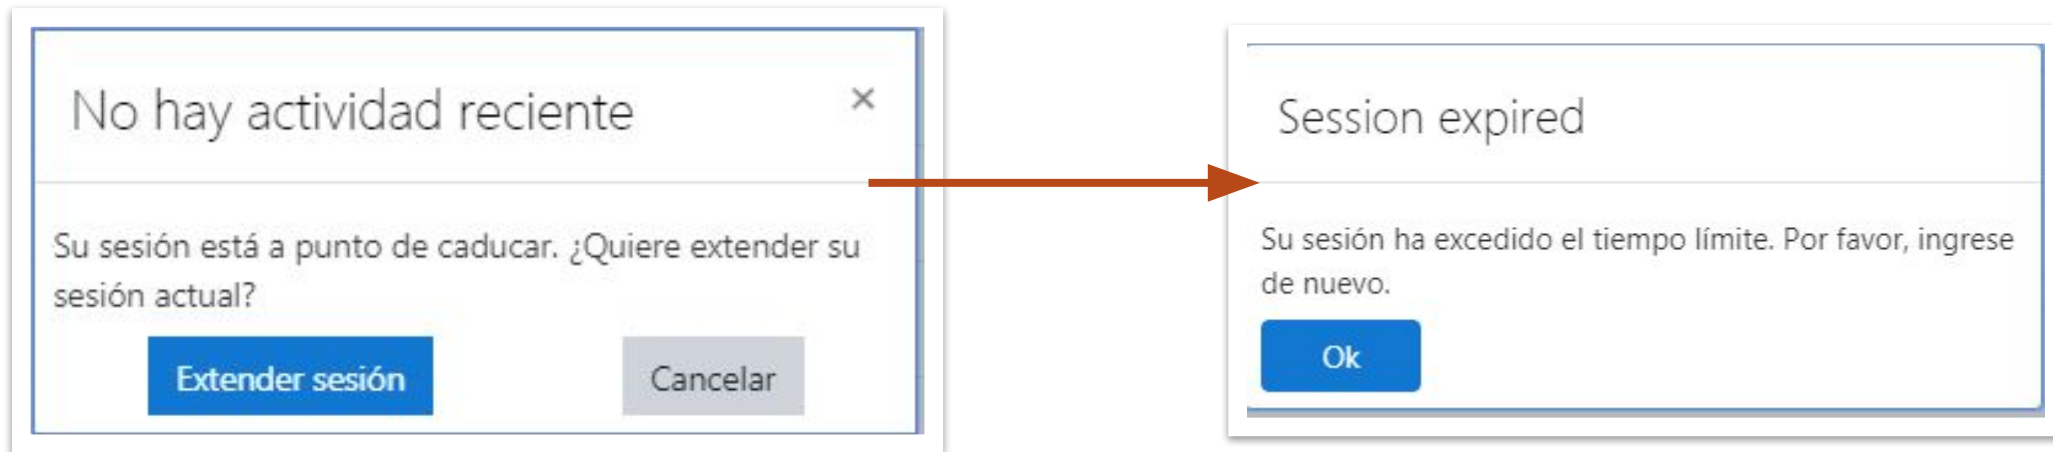 No hay actividad reciente
Su sesión está a punto de caducar. ¿Quiere extender su
sesión actual?
Extender sesión
Cancelar
Session expired
Su sesión ha excedido el tiempo límite. Por favor, ingrese
de nuevo.
Ok